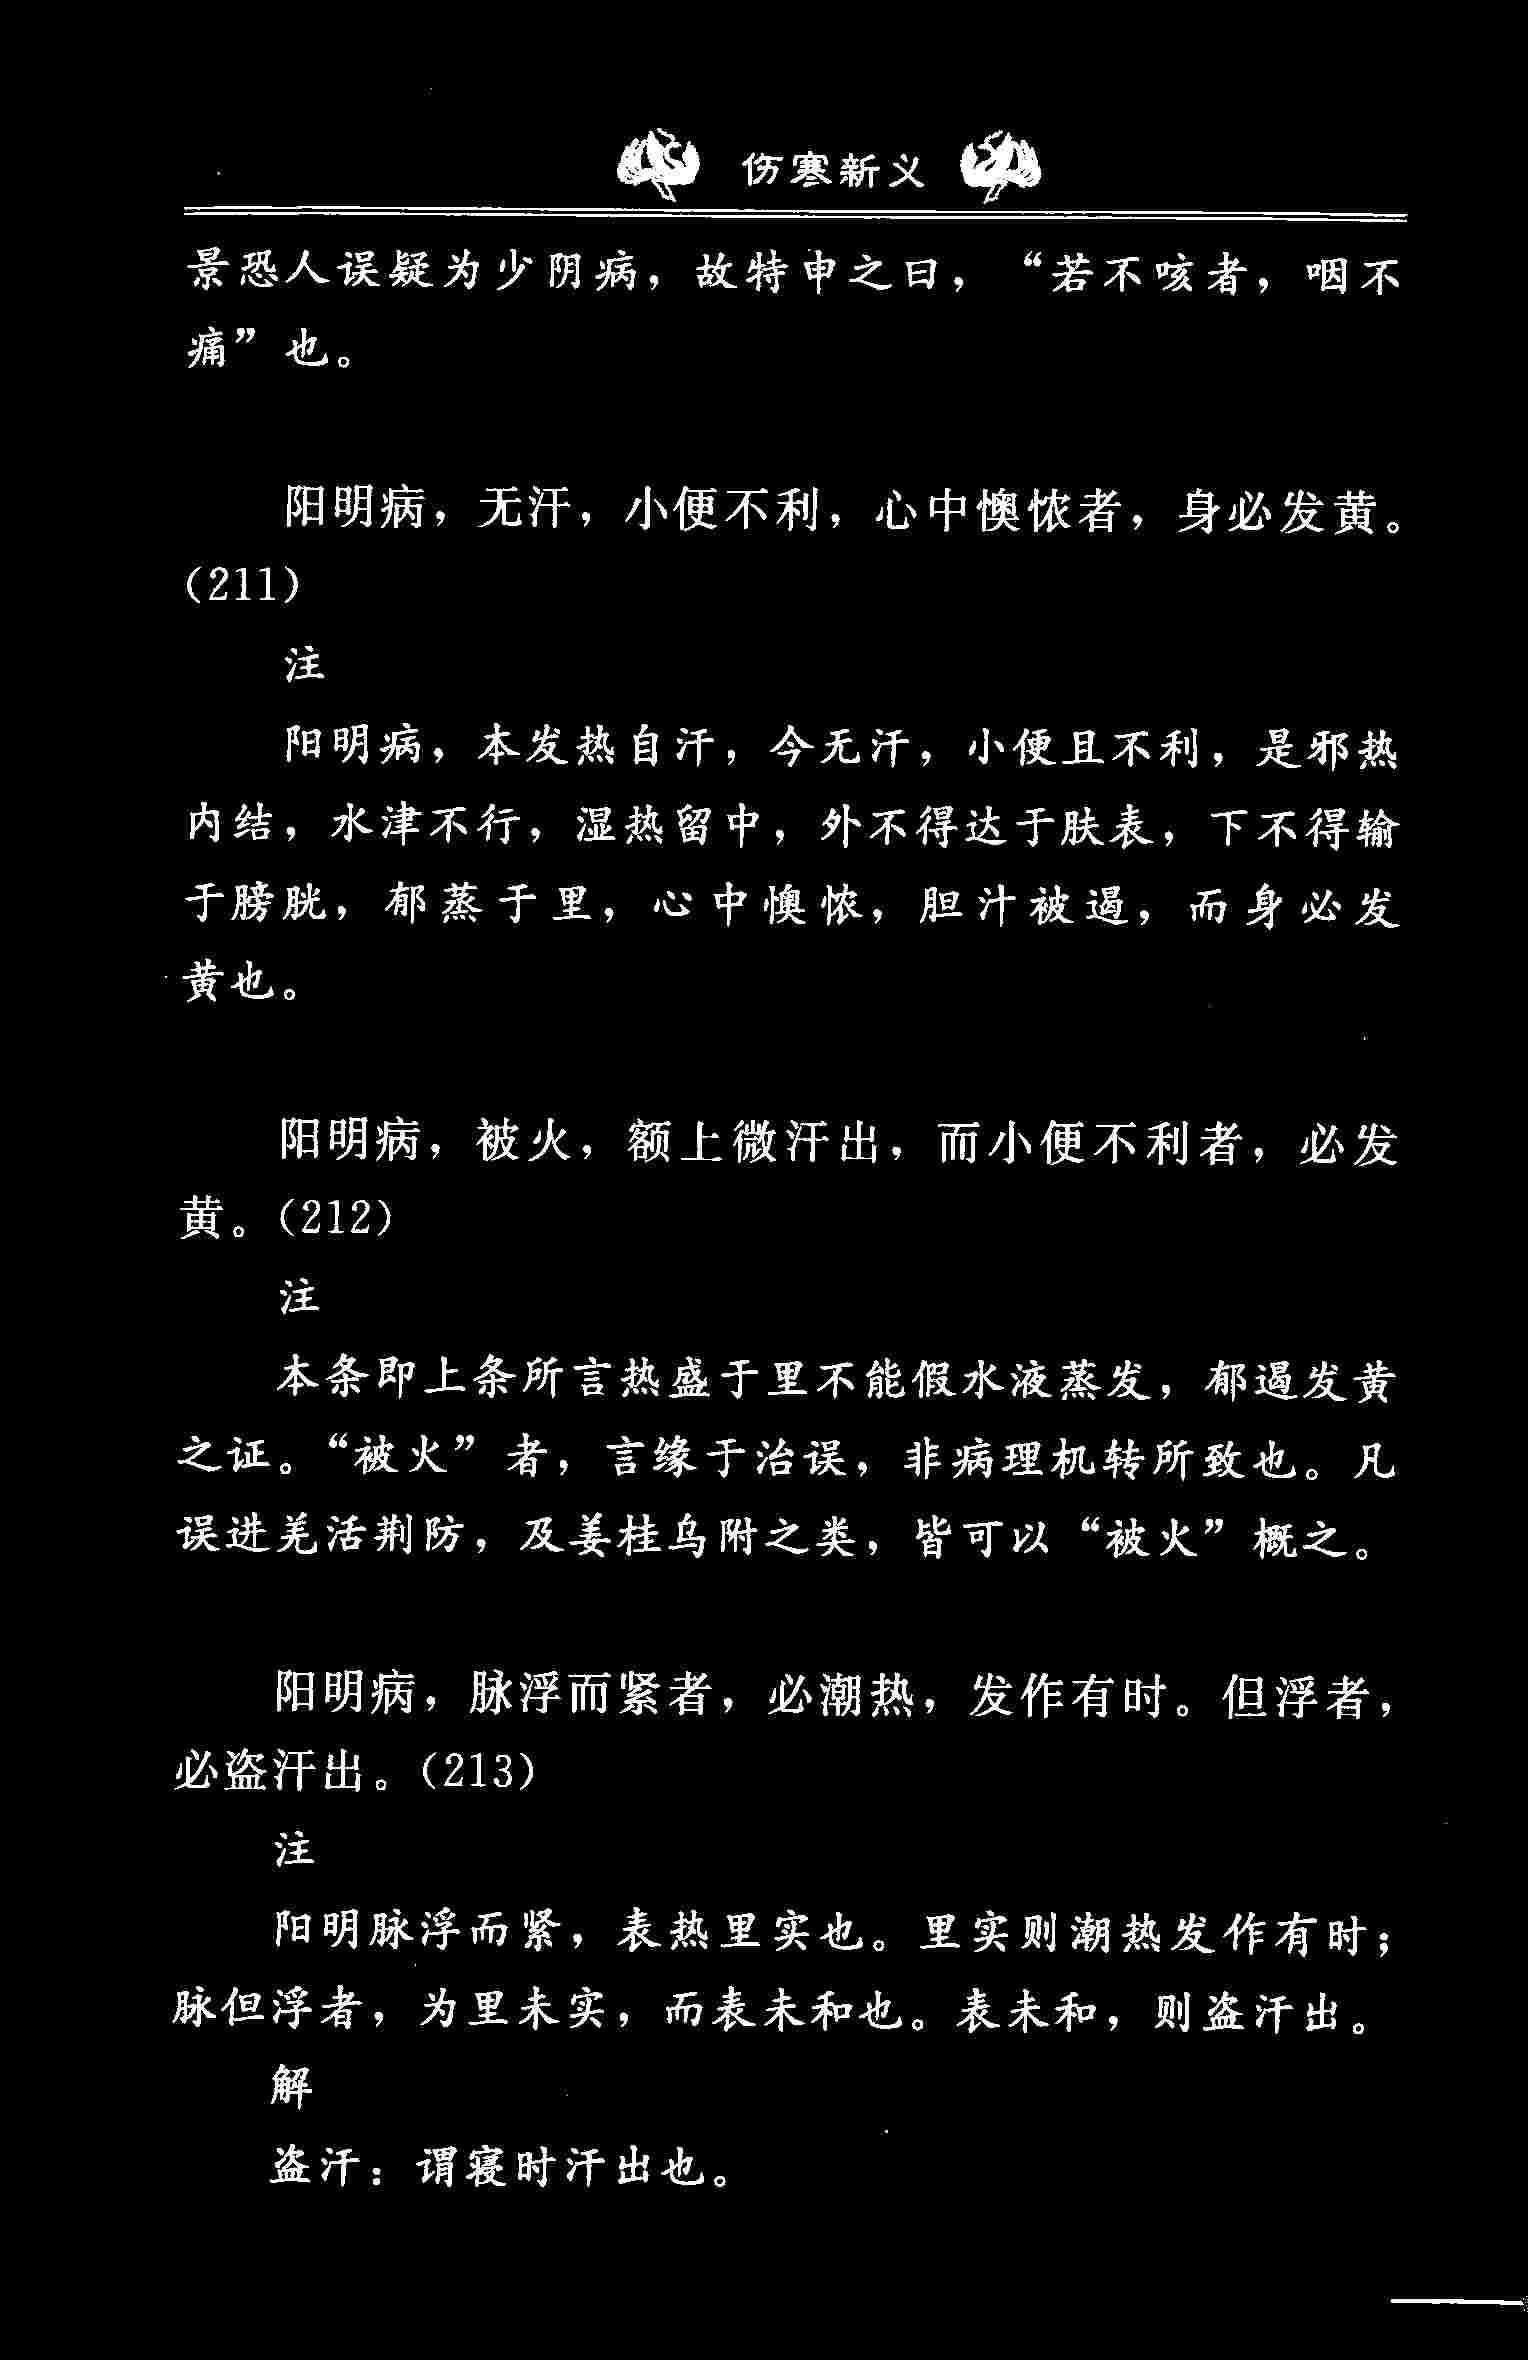 伤寒新义
景恐人误疑为少阴病，故特申之曰，“若不咳者，咽不
痛”也。
阳明病，无汗，小便不利，心中懊憹者，身必发黄。
(211)
注
阳明病，本发热自汗，今无汗，小便且不利，是邪热
内结，水津不行，湿热留中，外不得达于肤表，下不得输
于膀胱，郁蒸于里，心中懊憹，胆汁被遏，而身必发
黄也。
阳明病，被火，额上微汗出，而小便不利者，必发
黄。(212)
注
本条即上条所言热盛于里不能假水液蒸发，郁遏发黄
之证。“被火”者，言缘于治误，非病理机转所致也。凡
误进羌活荆防，及姜桂乌附之类，皆可以“被火”概之。
阳明病，脉浮而紧者，必潮热，发作有时。但浮者，
必盗汗出。(213)
注
阳明脉浮而紧，表热里实也。里实则潮热发作有时；
脉但浮者，为里未实，而表未和也。表未和，则盗汗出。
解
盗汗：谓寝时汗出也。